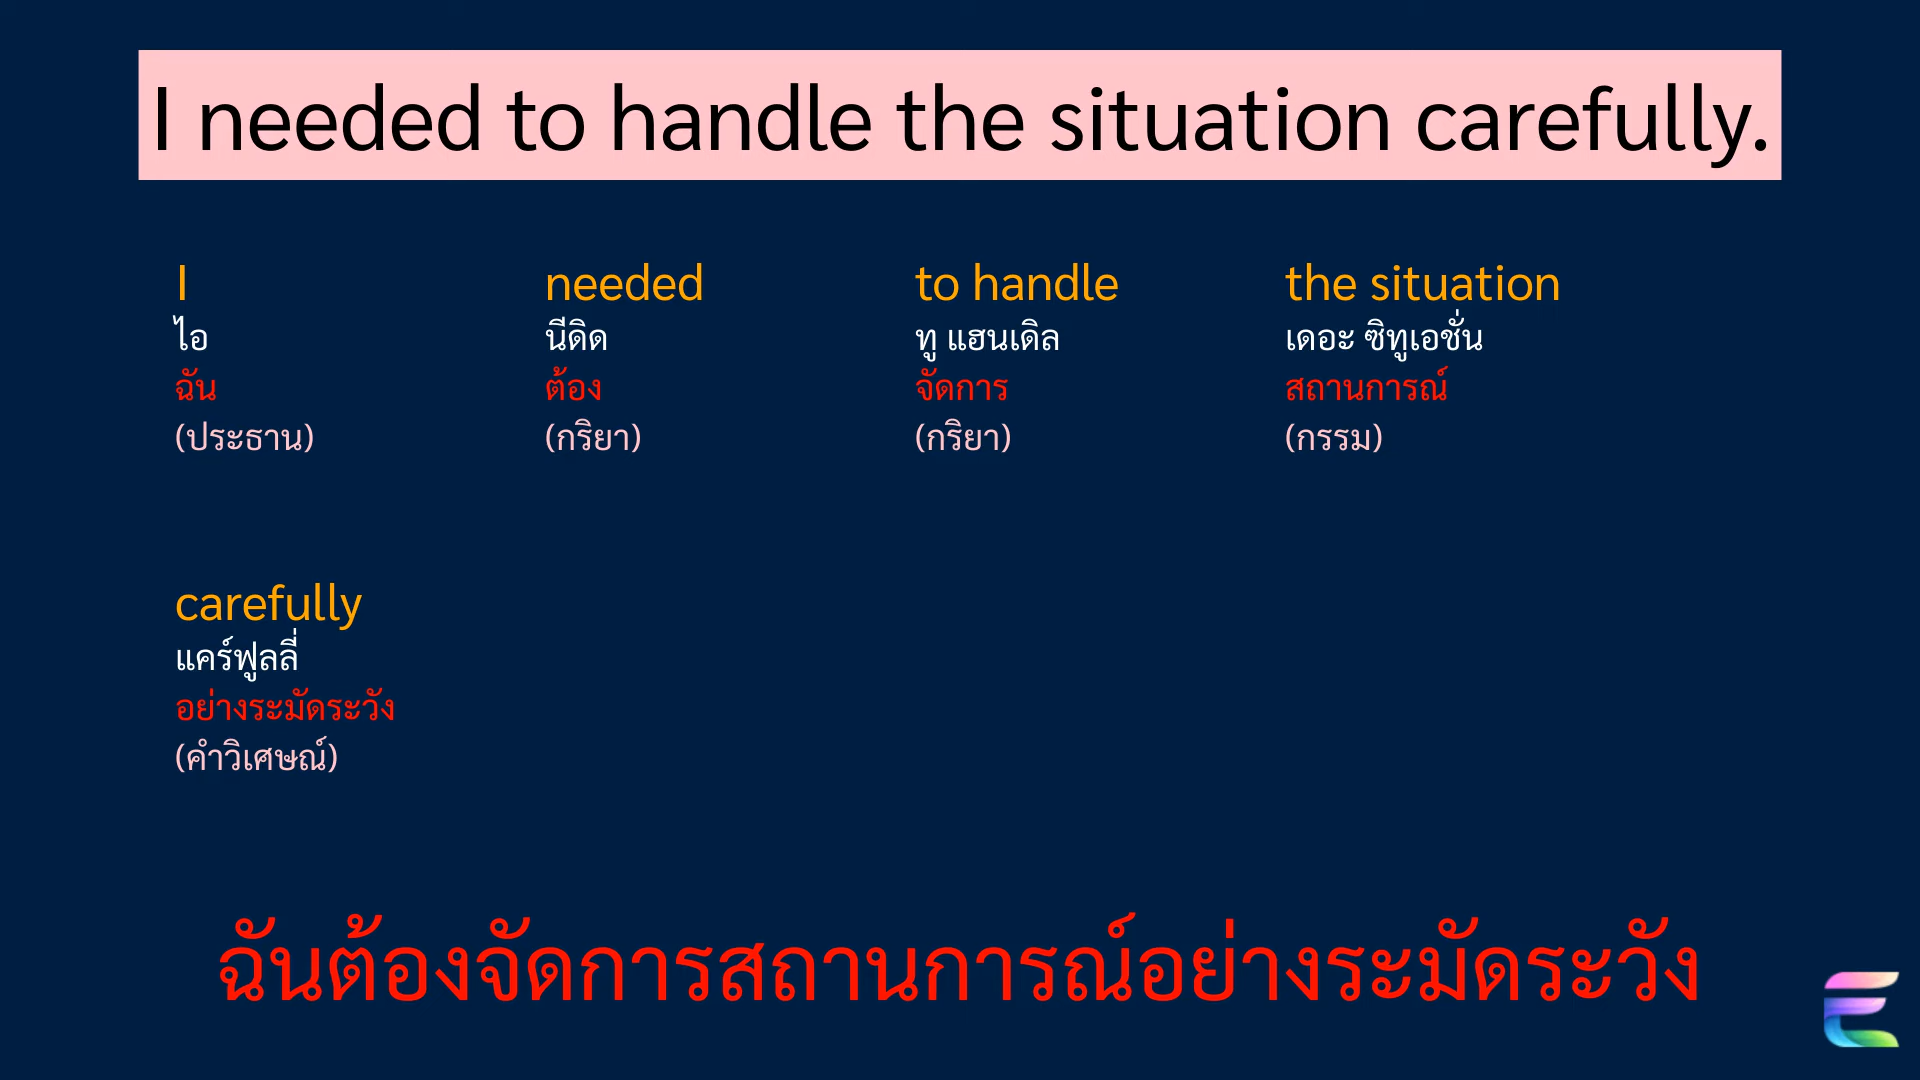 I needed to handle the situation carefully.
I
ไอ
ฉัน
(ประธาน)
needed
นีดิด
ต้อง
(กริยา)
to handle
ทู แฮนเดิล
จัดการ
(กริยา)
the situation
เดอะ ซิทูเอชั่น
สถานการณ์
(กรรม)
carefully
แคร์ฟูลลี่
อย่างระมัดระวัง
(คำวิเศษณ์)
ฉันต้องจัดการสถานการณ์อย่างระมัดระวัง